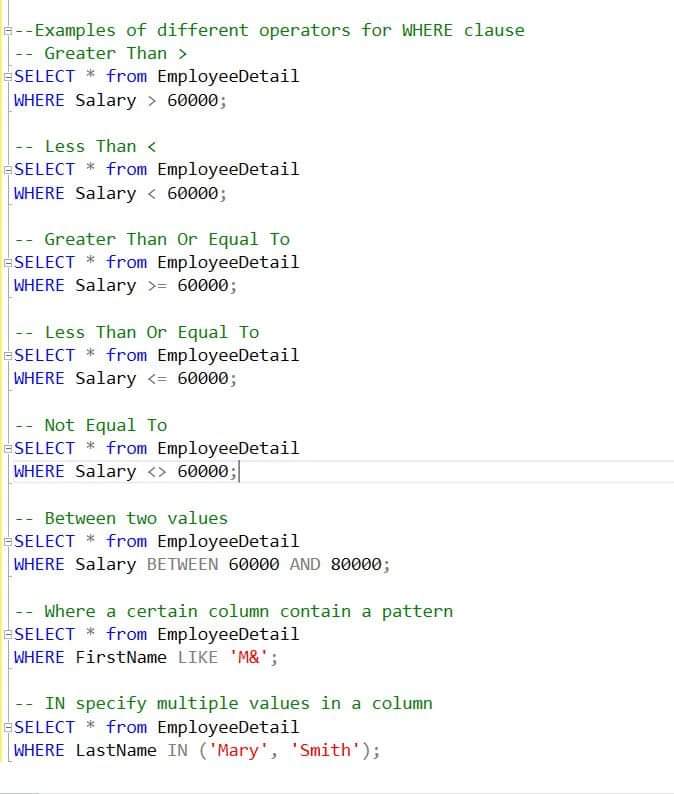 --Examples of different operators for WHERE clause
-- Greater Than >
SELECT * from EmployeeDetail
WHERE Salary > 60000;
-- Less Than <
SELECT * from EmployeeDetail
WHERE Salary < 60000;
-- Greater Than Or Equal To
SELECT * from EmployeeDetail
WHERE Salary >= 60000;
-- Less Than Or Equal To
SELECT * from EmployeeDetail
WHERE Salary <= 60000;
-- Not Equal To
SELECT * from EmployeeDetail
WHERE Salary <> 60000;
-- Between two values
SELECT * from EmployeeDetail
WHERE Salary BETWEEN 60000 AND 80000;
-- Where a certain column contain a pattern
SELECT * from EmployeeDetail
WHERE FirstName LIKE 'M&';
-- IN specify multiple values in a column
SELECT * from EmployeeDetail
WHERE LastName IN ('Mary', 'Smith');